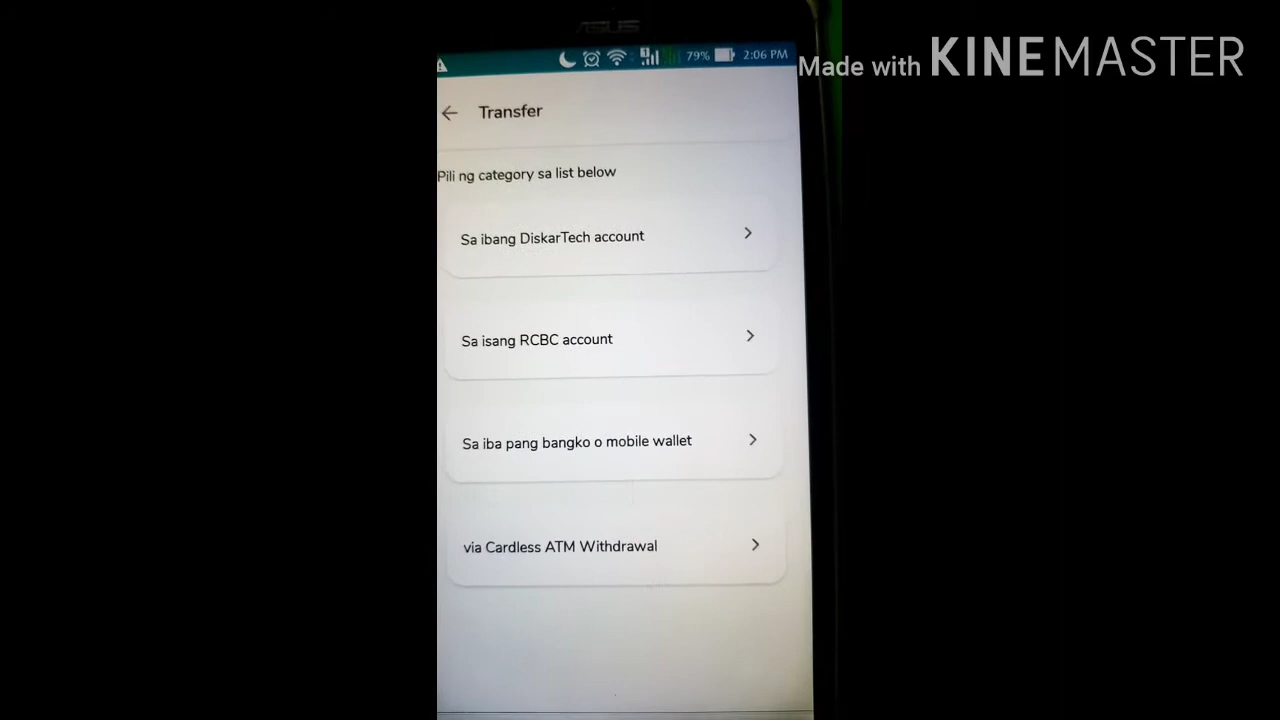 ASUS
79% 2:06 PM
Made with KINEMASTER
Transfer
Pili ng category sa list below
Sa ibang DiskarTech account
Sa isang RCBC account
Sa iba pang bangko o mobile wallet
via Cardless ATM Withdrawal